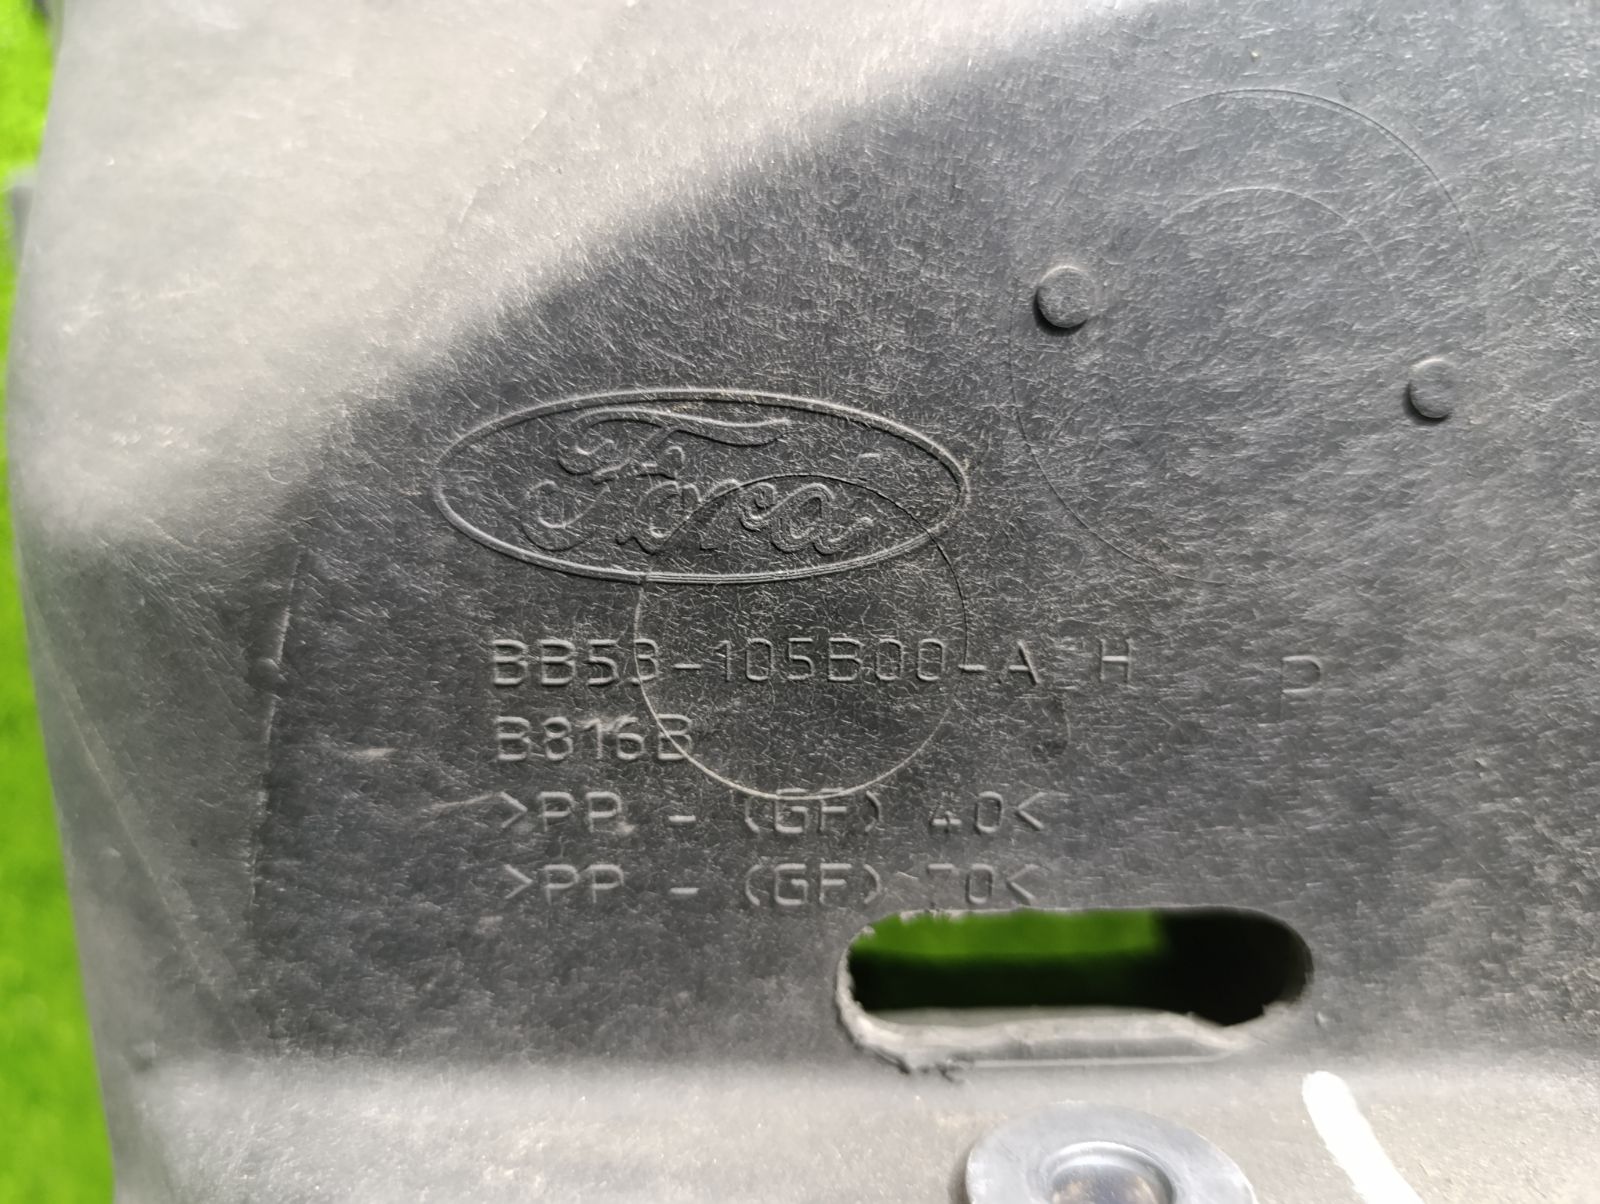 Ford
BB53-105B00-A H P
B816B
>PP - (GF) 40<
>PP - (GF) 70<